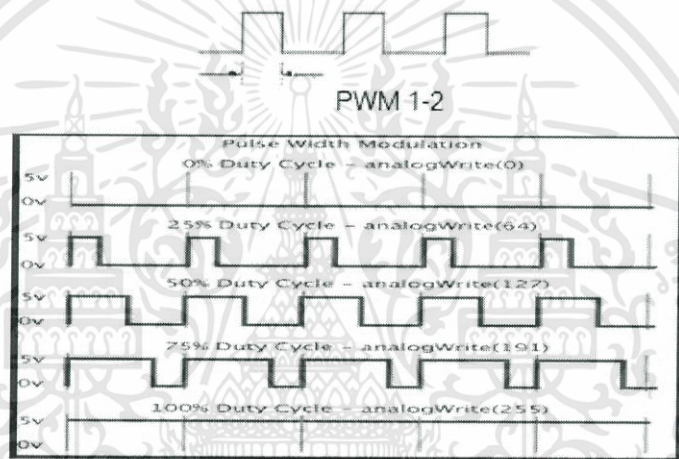 PWM 1-2
Pulse Width Modulation
0% Duty Cycle – analogWrite(0)
5v
0v
25% Duty Cycle – analogWrite(64)
5v
0v
50% Duty Cycle – analogWrite(127)
5v
0v
75% Duty Cycle – analogWrite(191)
5v
0v
100% Duty Cycle – analogWrite(255)
5v
0v